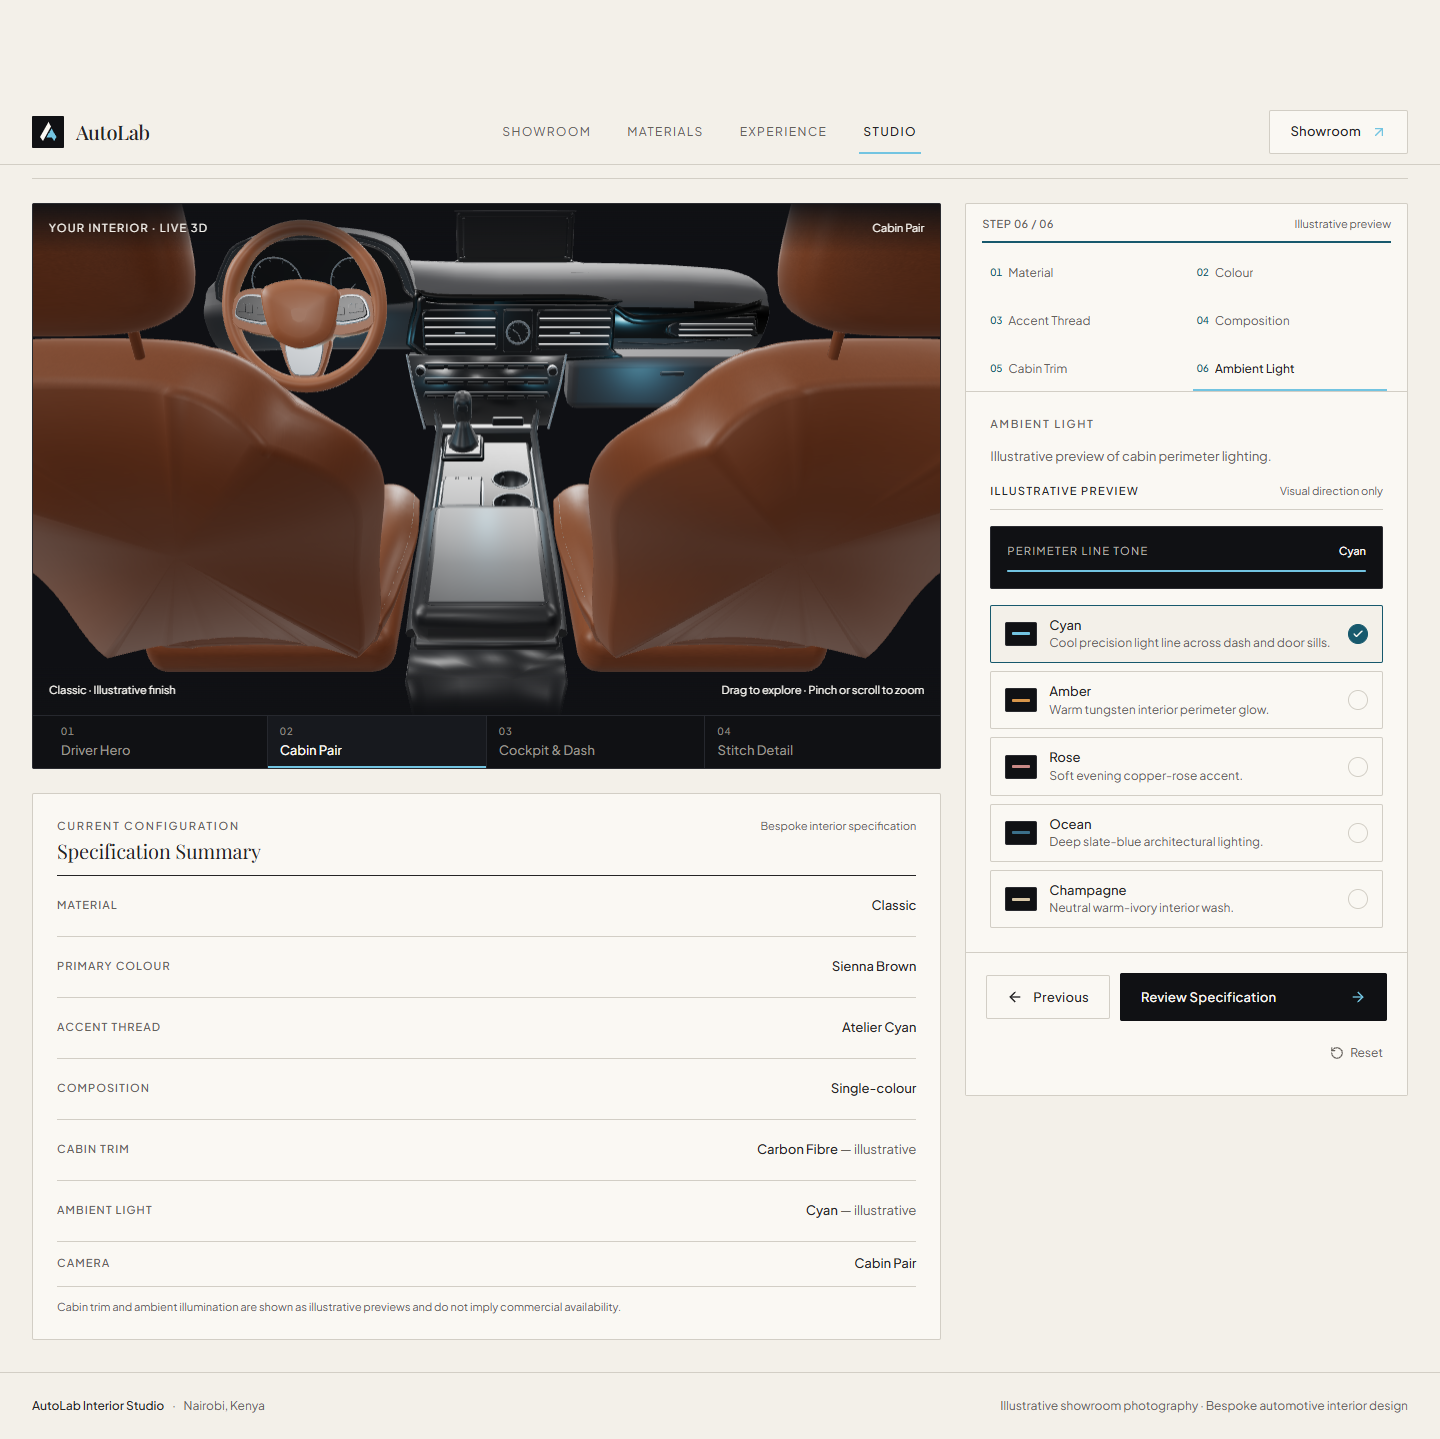 AutoLab
SHOWROOM
MATERIALS
EXPERIENCE
STUDIO
Showroom
YOUR INTERIOR · LIVE 3D
Cabin Pair
Classic · Illustrative finish
Drag to explore · Pinch or scroll to zoom
01
Driver Hero
02
Cabin Pair
03
Cockpit & Dash
04
Stitch Detail
CURRENT CONFIGURATION
Bespoke interior specification
Specification Summary
MATERIAL
Classic
PRIMARY COLOUR
Sienna Brown
ACCENT THREAD
Atelier Cyan
COMPOSITION
Single-colour
CABIN TRIM
Carbon Fibre — illustrative
AMBIENT LIGHT
Cyan — illustrative
CAMERA
Cabin Pair
Cabin trim and ambient illumination are shown as illustrative previews and do not imply commercial availability.
STEP 06 / 06
Illustrative preview
01 Material
02 Colour
03 Accent Thread
04 Composition
05 Cabin Trim
06 Ambient Light
AMBIENT LIGHT
Illustrative preview of cabin perimeter lighting.
ILLUSTRATIVE PREVIEW
Visual direction only
PERIMETER LINE TONE
Cyan
Cyan
Cool precision light line across dash and door sills.
Amber
Warm tungsten interior perimeter glow.
Rose
Soft evening copper-rose accent.
Ocean
Deep slate-blue architectural lighting.
Champagne
Neutral warm-ivory interior wash.
Previous
Review Specification
Reset
AutoLab Interior Studio · Nairobi, Kenya
Illustrative showroom photography · Bespoke automotive interior design